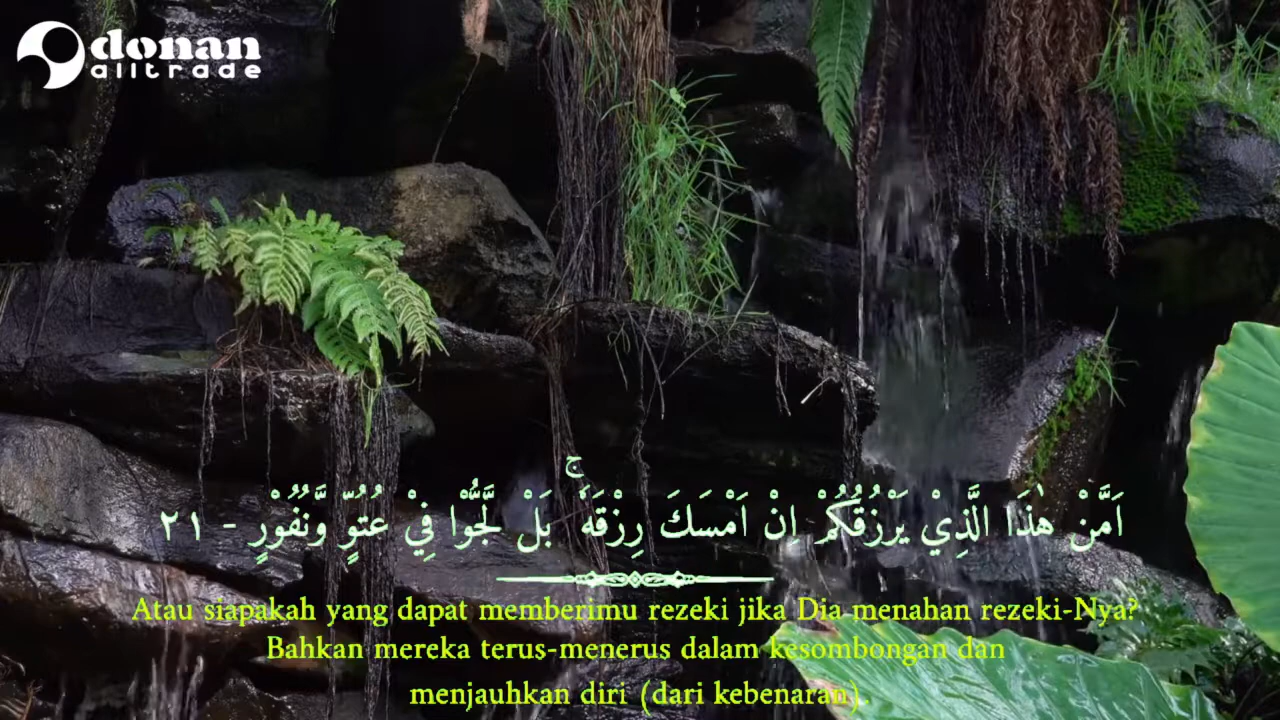 donan
alltrade
اَمَّنْ هٰذَا الَّذِيْ يَرْزُقُكُمْ اِنْ اَمْسَكَ رِزْقَهٗ ۚ بَلْ لَّجُّوْا فِيْ عُتُوٍّ وَّنُفُوْرٍ - ٢١
Atau siapakah yang dapat memberimu rezeki jika Dia menahan rezeki-Nya?
Bahkan mereka terus-menerus dalam kesombongan dan
menjauhkan diri (dari kebenaran).